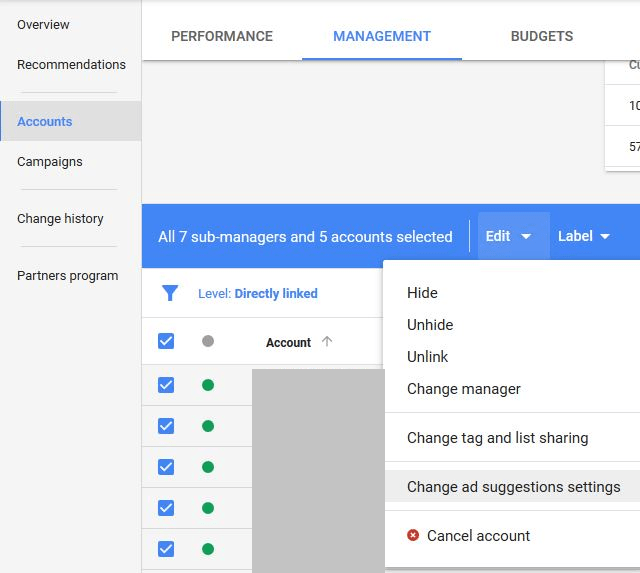 Overview
Recommendations
Accounts
Campaigns
Change history
Partners program
PERFORMANCE MANAGEMENT BUDGETS
10
57
All 7 sub-managers and 5 accounts selected Edit Label
Level: Directly linked
Account
Hide
Unhide
Unlink
Change manager
Change tag and list sharing
Change ad suggestions settings
Cancel account